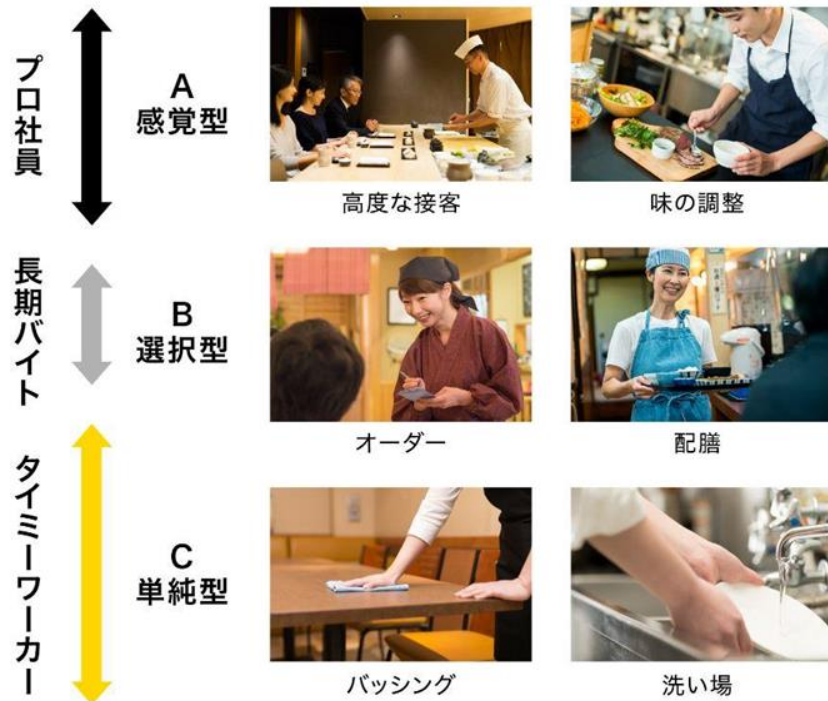 プロ社員
A
感覚型
高度な接客
味の調整
長期バイト
B
選択型
オーダー
配膳
タイミーワーカー
C
単純型
バッシング
洗い場